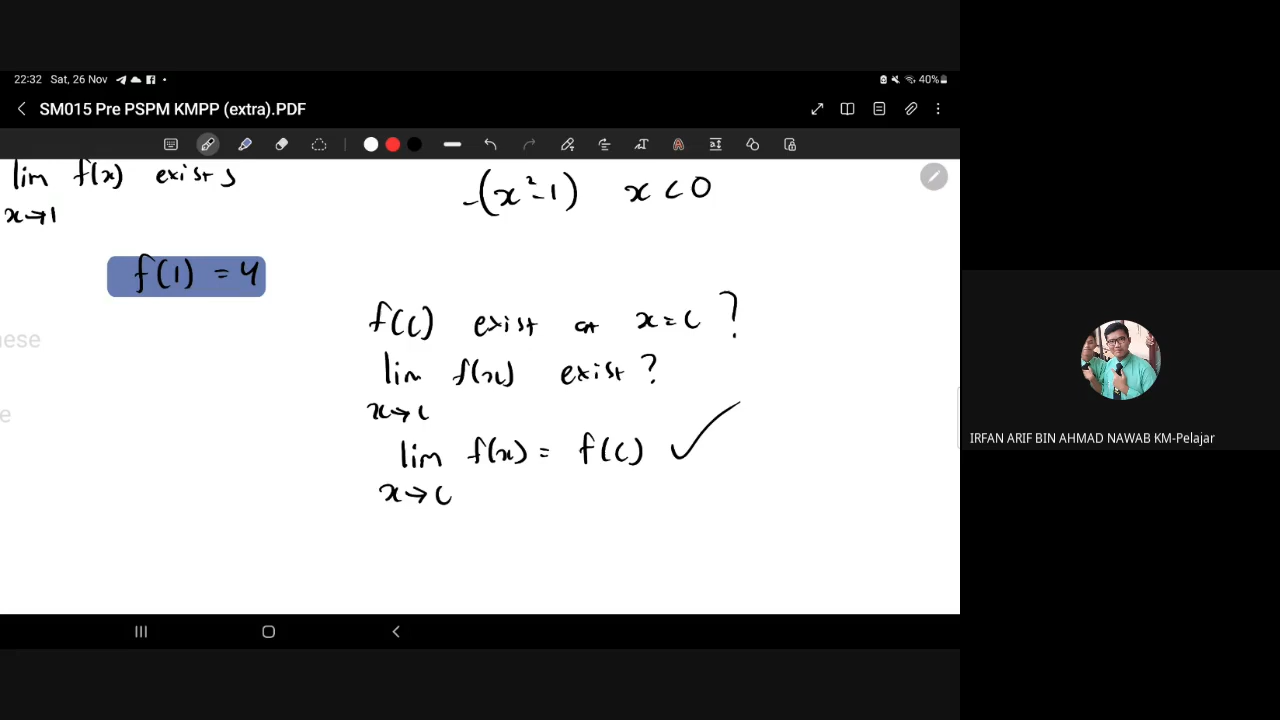 22:32 Sat, 26 Nov
40%
SM015 Pre PSPM KMPP (extra).PDF
lim f(x) exists
x→1
-(x²-1) x < 0
f(1) = 4
f(c) exist at x=c ?
nese
lim f(x) exist ?
x→c
e
lim f(x) = f(c) ✓
x→c
IRFAN ARIF BIN AHMAD NAWAB KM-Pelajar